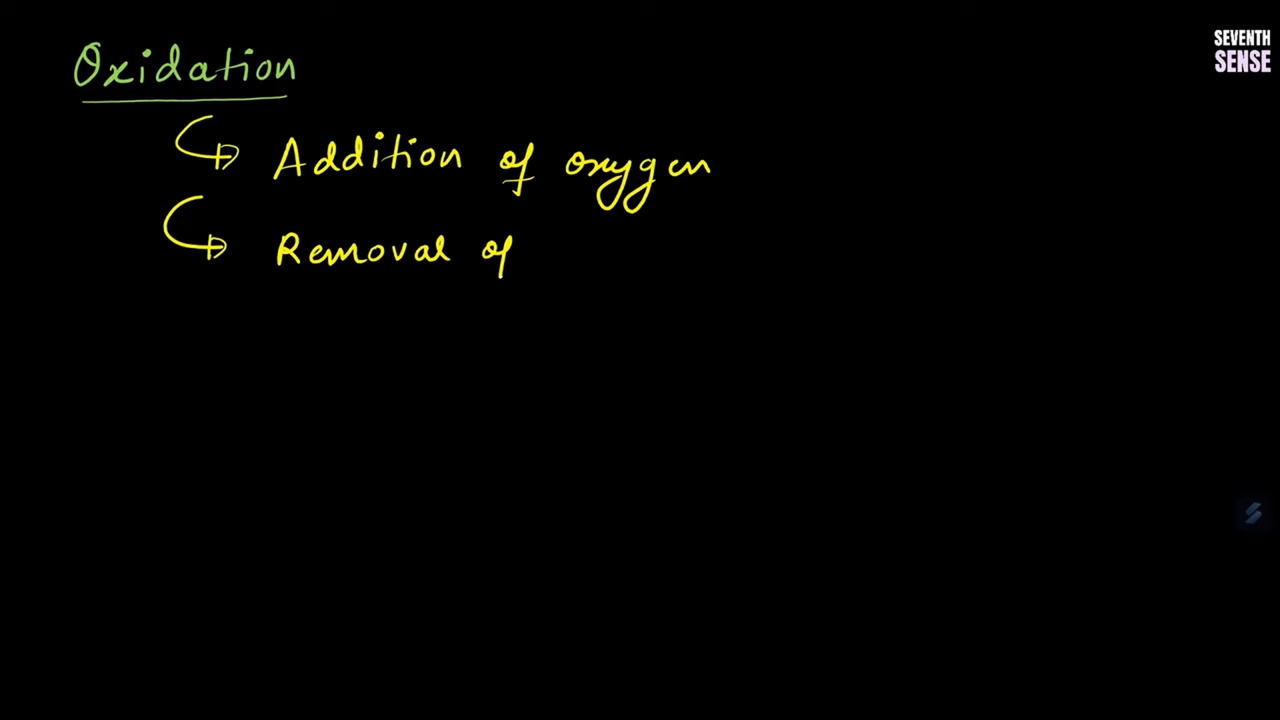 Oxidation
SEVENTH
SENSE
Addition of oxygen
Removal of